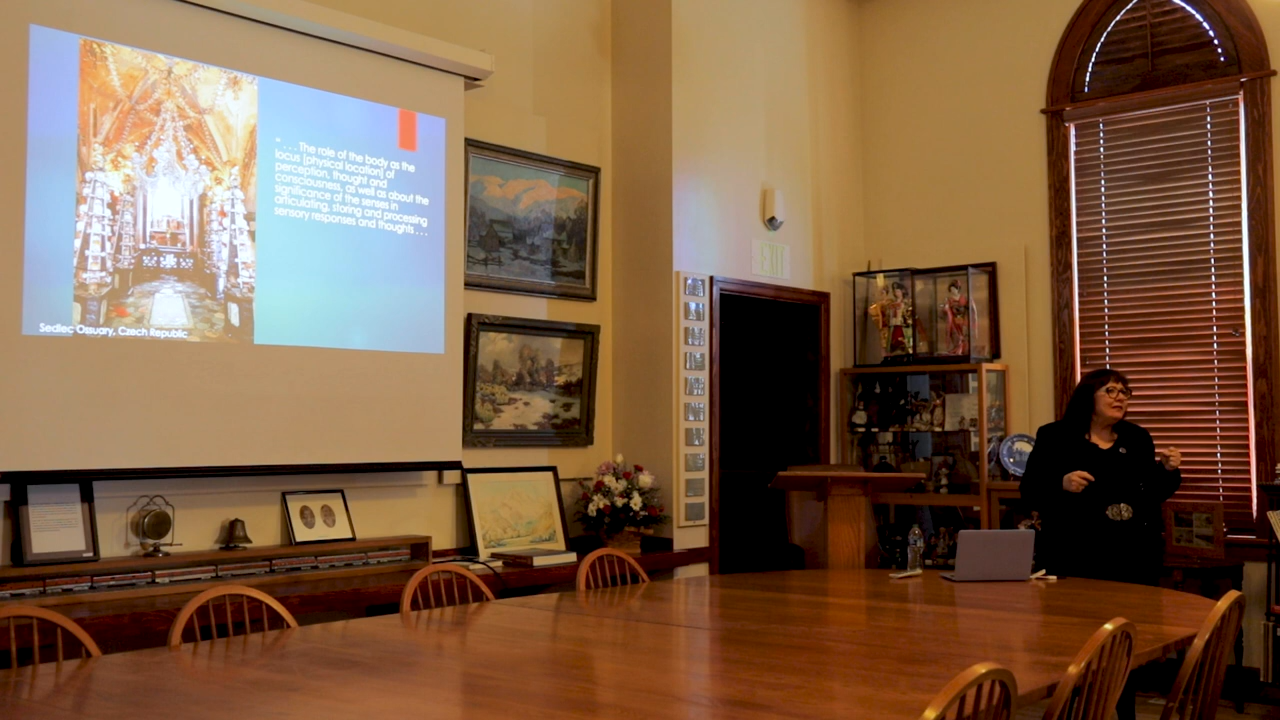 " . . . The role of the body as the
locus [physical location] of
perception, thought and
consciousness, as well as about the
significance of the senses in
articulating, storing and processing
sensory responses and thoughts . . .
Sedlec Ossuary, Czech Republic
EXIT